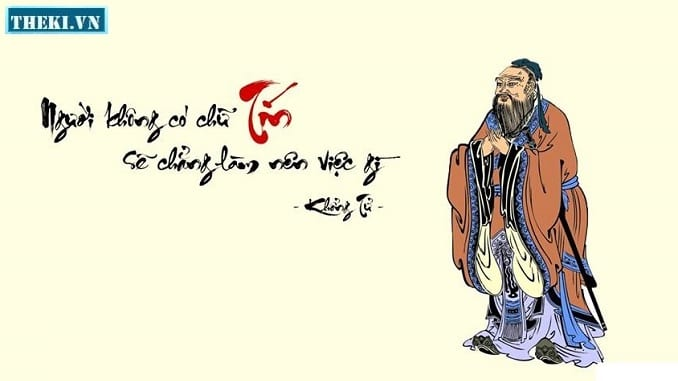 THEKI.VN
Người không có chữ Tín
sẽ chẳng làm nên việc gì
- Khổng Tử -